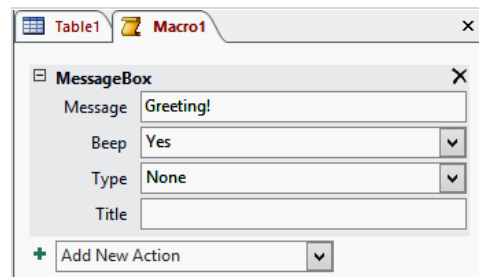 Table1 Macro1
MessageBox
Message Greeting!
Beep Yes
Type None
Title
Add New Action